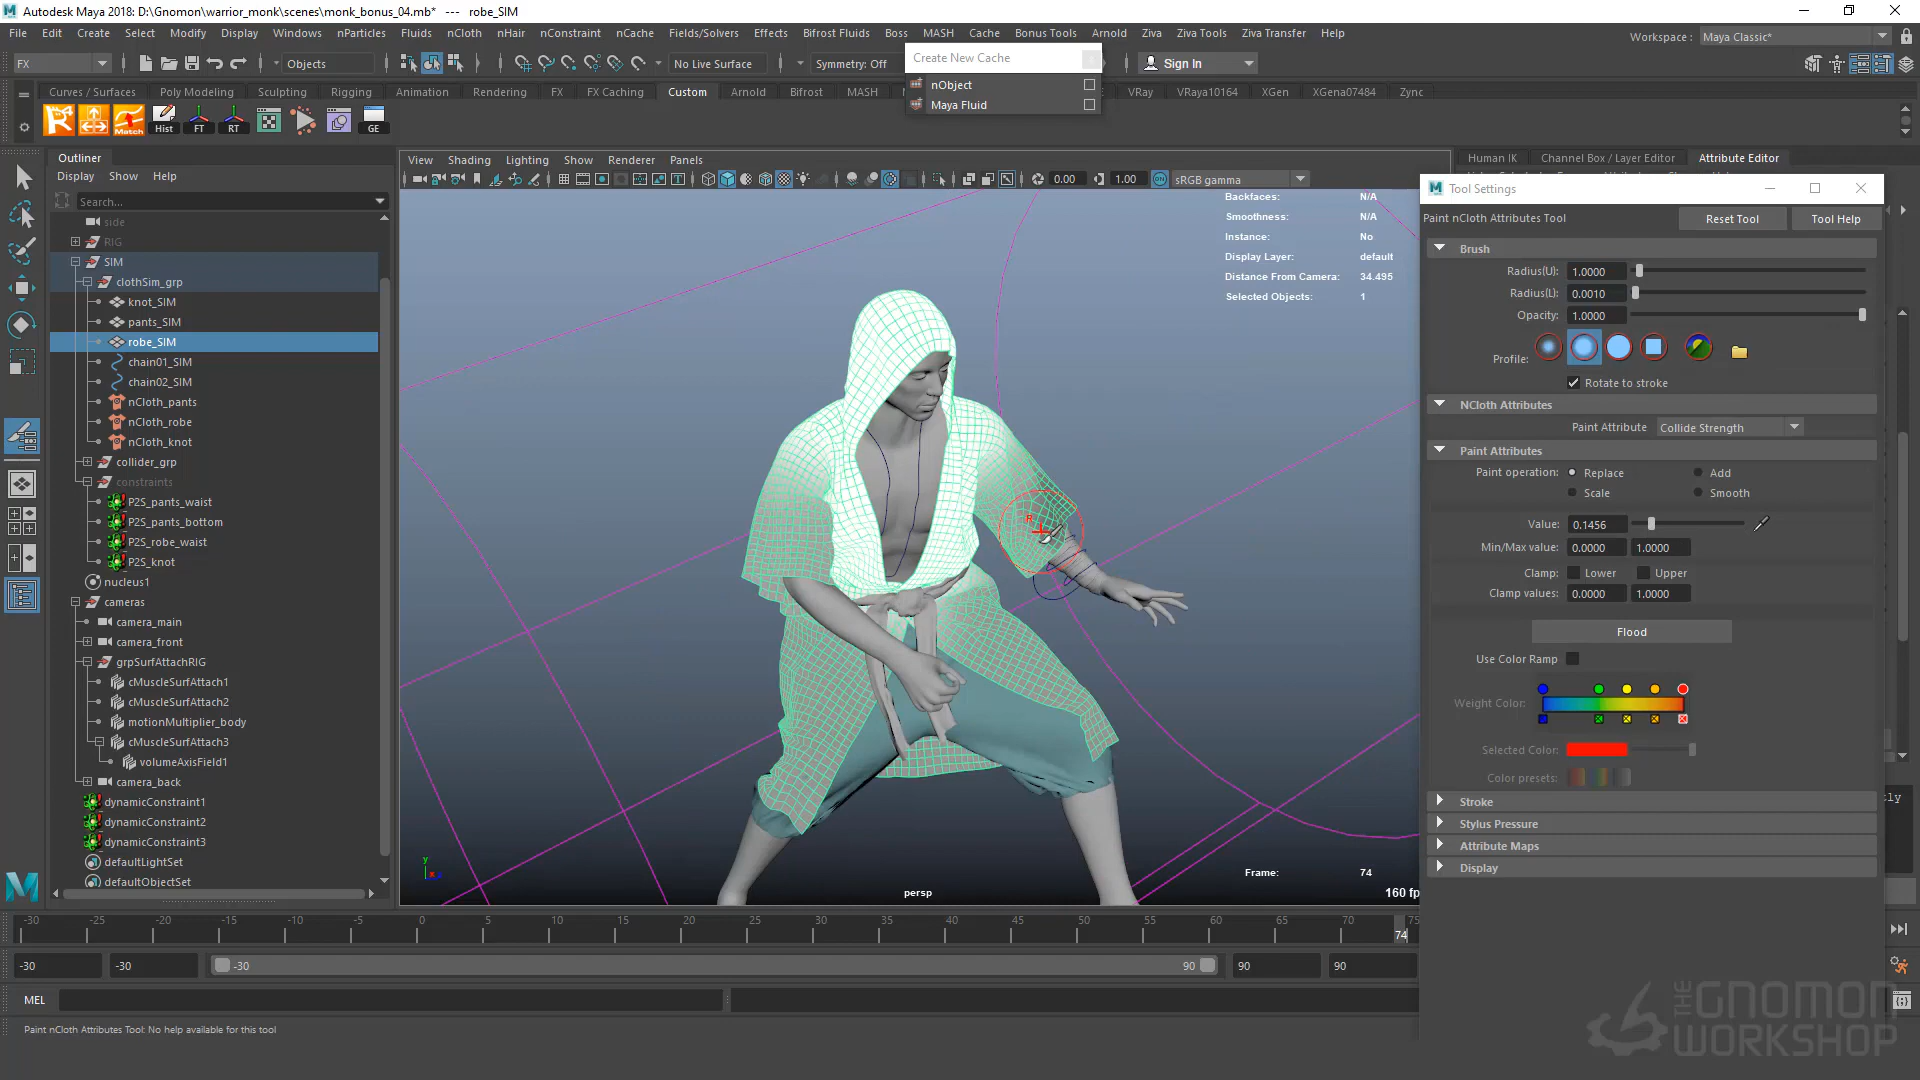 Autodesk Maya 2018: D:\Gnomon\warrior_monk\scenes\monk_bonus_04.mb* --- robe_SIM
File Edit Create Select Modify Display Windows nParticles Fluids nCloth nHair nConstraint nCache Fields/Solvers Effects Bifrost Fluids Boss MASH Cache Bonus Tools Arnold Ziva Ziva Tools Ziva Transfer Help
Workspace : Maya Classic*
Create New Cache
nObject
Maya Fluid
FX Objects No Live Surface Symmetry: Off Sign In
Curves / Surfaces Poly Modeling Sculpting Rigging Animation Rendering FX FX Caching Custom Arnold Bifrost MASH VRay VRaya10164 XGen XGena07484 Zync
Match Hist FT RT GE
Outliner
Display Show Help
Search...
side
RIG
SIM
clothSim_grp
knot_SIM
pants_SIM
robe_SIM
chain01_SIM
chain02_SIM
nCloth_pants
nCloth_robe
nCloth_knot
collider_grp
constraints
P2S_pants_waist
P2S_pants_bottom
P2S_robe_waist
P2S_knot
nucleus1
cameras
camera_main
camera_front
grpSurfAttachRIG
cMuscleSurfAttach1
cMuscleSurfAttach2
motionMultiplier_body
cMuscleSurfAttach3
volumeAxisField1
camera_back
dynamicConstraint1
dynamicConstraint2
dynamicConstraint3
defaultLightSet
defaultObjectSet
View Shading Lighting Show Renderer Panels
0.00 1.00 sRGB gamma
Backfaces: N/A
Smoothness: N/A
Instance: No
Display Layer: default
Distance From Camera: 34.495
Selected Objects: 1
R
y
x
persp
Frame: 74
160 fp
Human IK Channel Box / Layer Editor Attribute Editor
Tool Settings
Paint nCloth Attributes Tool Reset Tool Tool Help
Brush
Radius(U): 1.0000
Radius(L): 0.0010
Opacity: 1.0000
Profile:
Rotate to stroke
NCloth Attributes
Paint Attribute Collide Strength
Paint Attributes
Paint operation: Replace Add
Scale Smooth
Value: 0.1456
Min/Max value: 0.0000 1.0000
Clamp: Lower Upper
Clamp values: 0.0000 1.0000
Flood
Use Color Ramp
Weight Color:
Selected Color:
Color presets:
Stroke
Stylus Pressure
Attribute Maps
Display
-30 -25 -20 -15 -10 -5 0 5 10 15 20 25 30 35 40 45 50 55 60 65 70 75
74
-30 -30 -30 90 90 90
MEL
Paint nCloth Attributes Tool: No help available for this tool
THE GNOMON WORKSHOP